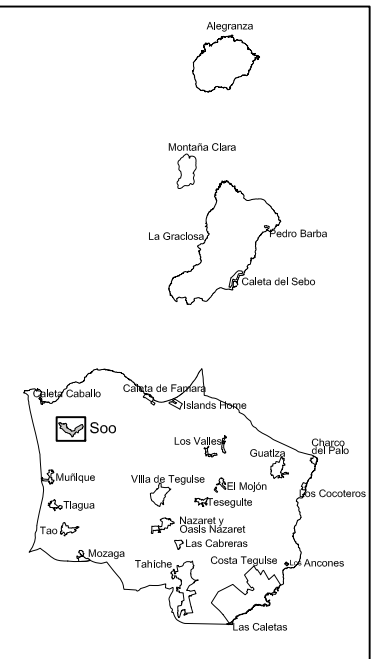 Alegranza
Montaña Clara
La Graciosa
Pedro Barba
Caleta del Sebo
Caleta Caballo
Caleta de Famara
Islands Home
Soo
Los Valles
Guatiza
Charco
del Palo
Muñique
Villa de Teguise
El Mojón
Los Cocoteros
Tiagua
Teseguite
Tao
Nazaret y
Oasis Nazaret
Mozaga
Las Cabreras
Tahiche
Costa Teguise
Los Ancones
Las Caletas